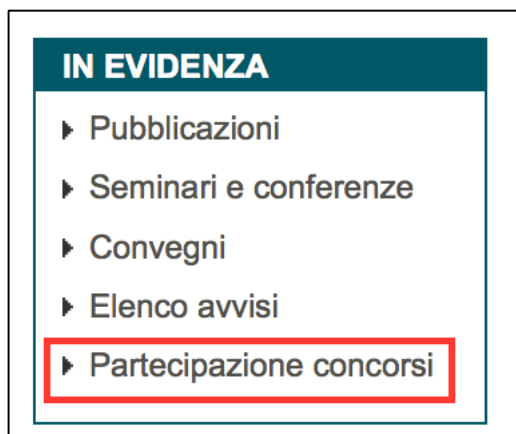 IN EVIDENZA
Pubblicazioni
Seminari e conferenze
Convegni
Elenco avvisi
Partecipazione concorsi